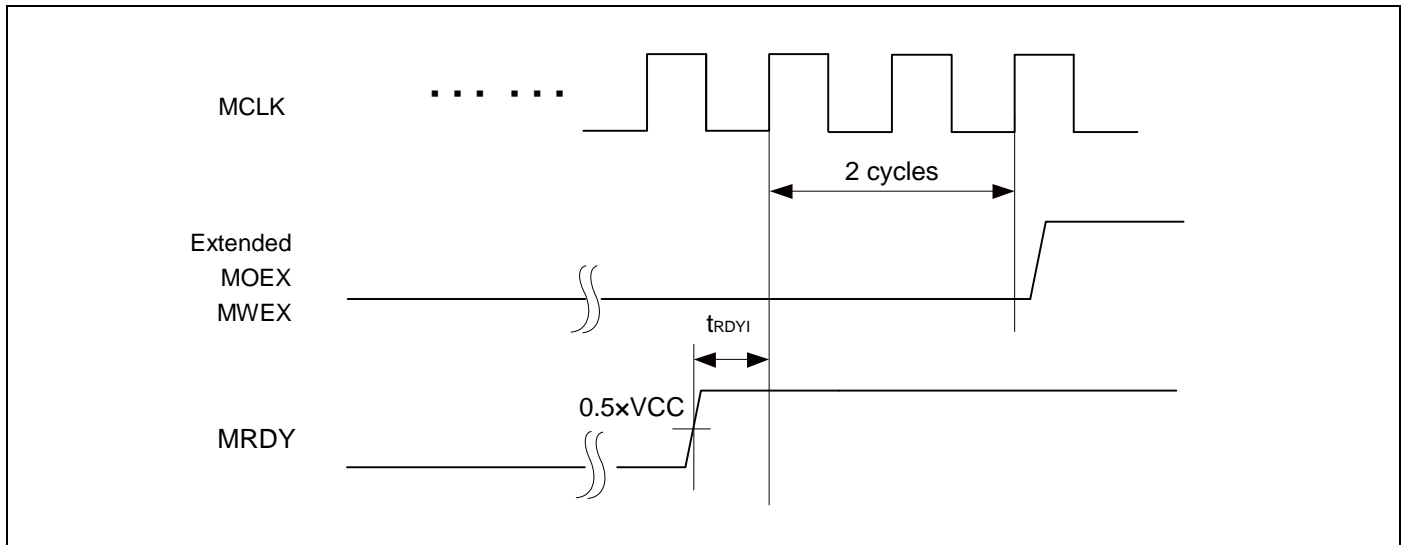 MCLK
... ...
2 cycles
Extended
MOEX
MWEX
tRDYI
0.5×VCC
MRDY